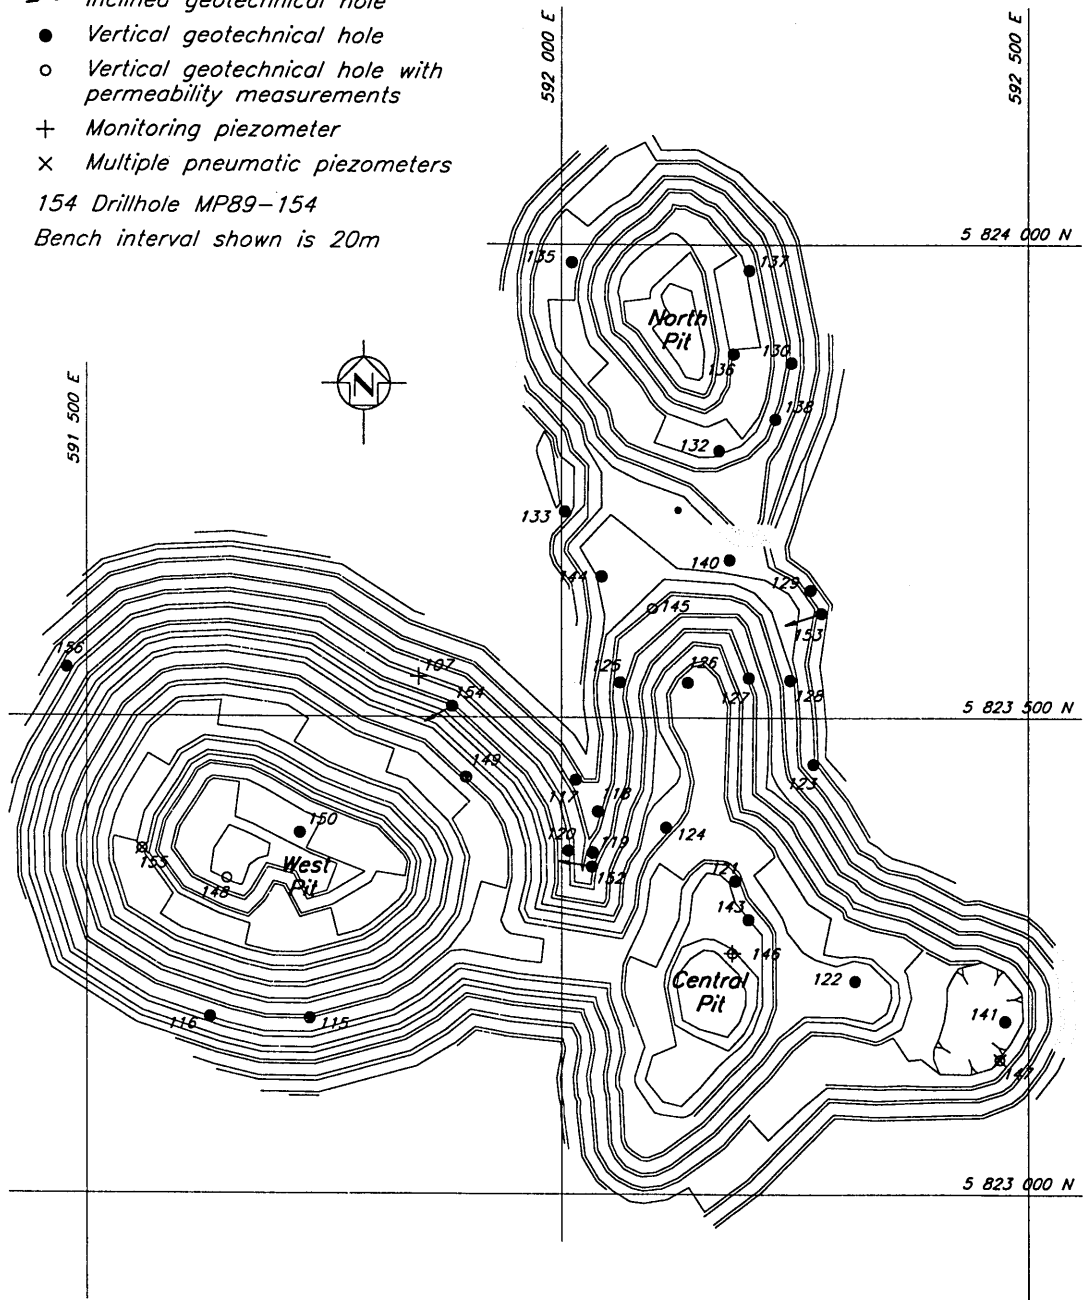 Inclined geotechnical hole
Vertical geotechnical hole
Vertical geotechnical hole with
permeability measurements
Monitoring piezometer
Multiple pneumatic piezometers
154 Drillhole MP89-154
Bench interval shown is 20m
592 000 E
592 500 E
5 824 000 N
135
137
North
Pit
136
130
138
132
N
591 500 E
133
140
144
129
145
153
156
107
125
126
127
128
154
5 823 500 N
149
117
118
123
150
120
119
124
155
West
Pit
152
148
121
143
146
Central
Pit
122
141
116
115
147
5 823 000 N